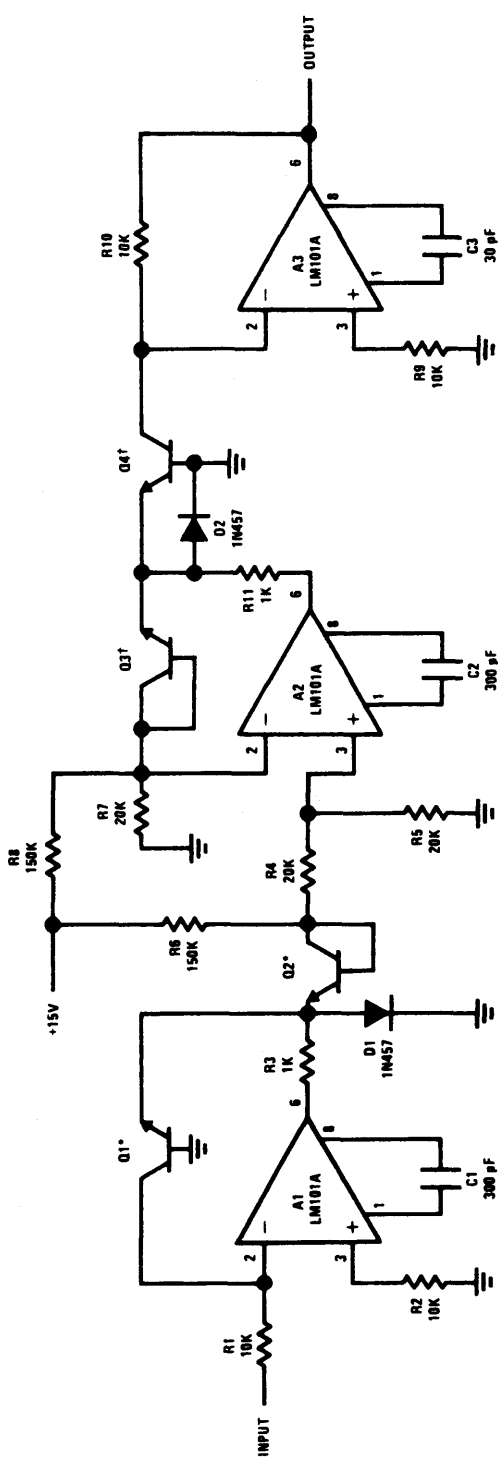 INPUT
R1
10K
R2
10K
2
3
A1
LM101A
−
+
6
8
1
C1
300 pF
Q1*
R3
1K
D1
1N457
Q2*
+15V
R6
150K
R8
150K
R4
20K
R5
20K
R7
20K
2
3
A2
LM101A
−
+
6
8
1
C2
300 pF
Q3†
R11
1K
D2
1N457
Q4†
R10
10K
R9
10K
2
3
A3
LM101A
−
+
6
8
1
C3
30 pF
OUTPUT